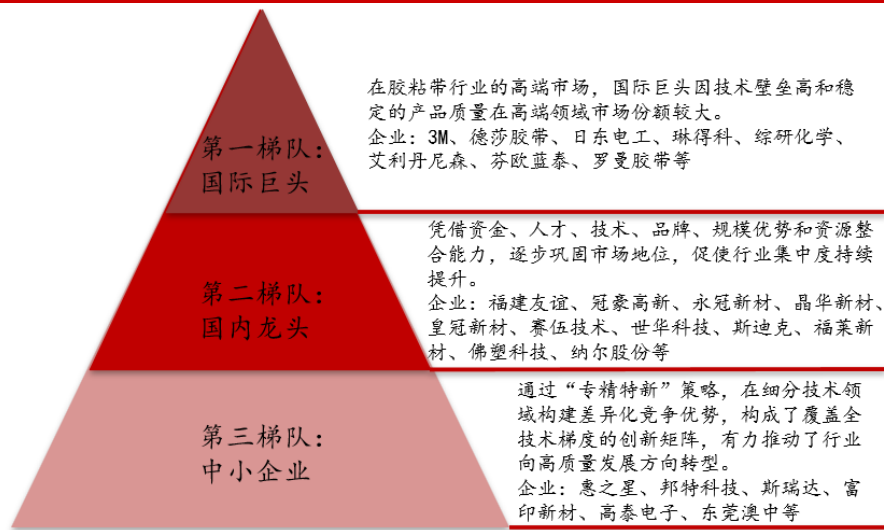 在胶粘带行业的高端市场，国际巨头因技术壁垒高和稳
定的产品质量在高端领域市场份额较大。
企业：3M、德莎胶带、日东电工、琳得科、综研化学、
艾利丹尼森、芬欧蓝泰、罗曼胶带等
第一梯队：
国际巨头
凭借资金、人才、技术、品牌、规模优势和资源整
合能力，逐步巩固市场地位，促使行业集中度持续
提升。
企业：福建友谊、冠豪高新、永冠新材、晶华新材、
皇冠新材、赛伍技术、世华科技、斯迪克、福莱新
材、佛塑科技、纳尔股份等
第二梯队：
国内龙头
通过“专精特新”策略，在细分技术领
域构建差异化竞争优势，构成了覆盖全
技术梯度的创新矩阵，有力推动了行业
向高质量发展方向转型。
企业：惠之星、邦特科技、斯瑞达、富
印新材、高泰电子、东莞澳中等
第三梯队：
中小企业